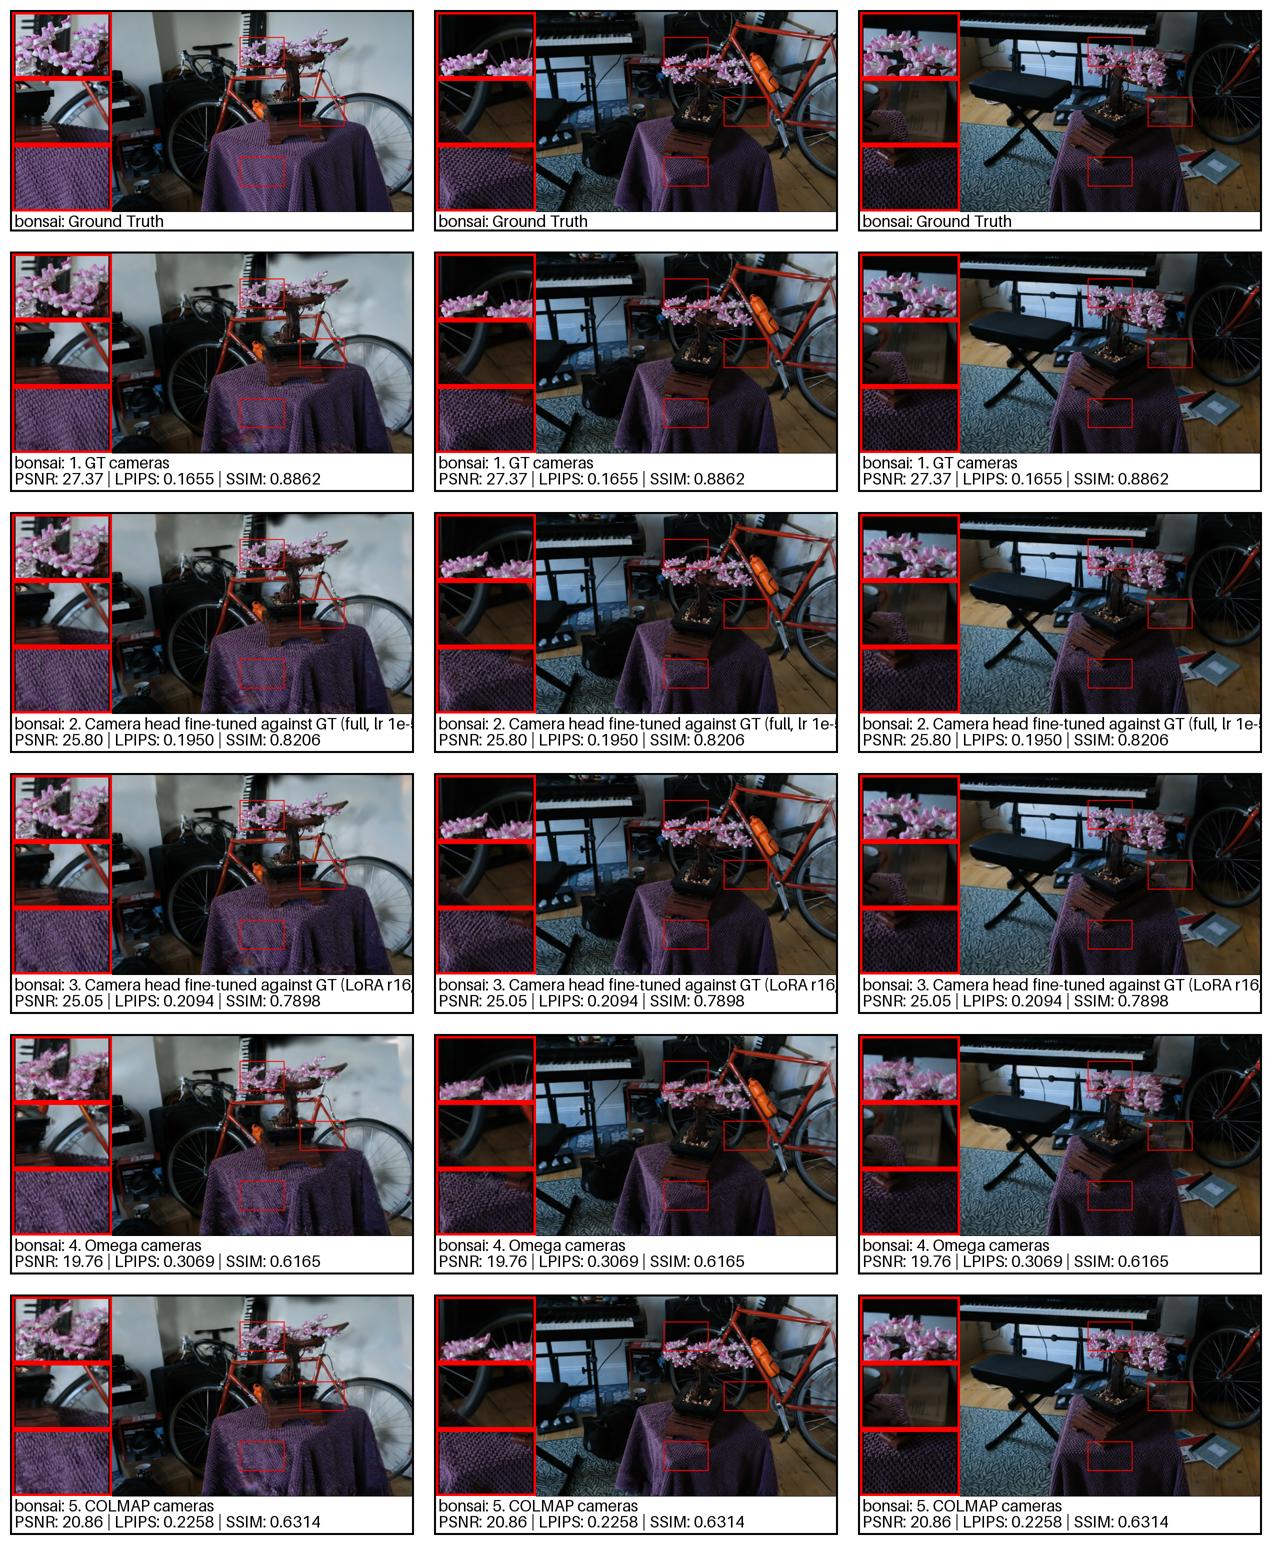 bonsai: Ground Truth
bonsai: Ground Truth
bonsai: Ground Truth
bonsai: 1. GT cameras
PSNR: 27.37 | LPIPS: 0.1655 | SSIM: 0.8862
bonsai: 1. GT cameras
PSNR: 27.37 | LPIPS: 0.1655 | SSIM: 0.8862
bonsai: 1. GT cameras
PSNR: 27.37 | LPIPS: 0.1655 | SSIM: 0.8862
bonsai: 2. Camera head fine-tuned against GT (full, lr 1e-
PSNR: 25.80 | LPIPS: 0.1950 | SSIM: 0.8206
bonsai: 2. Camera head fine-tuned against GT (full, lr 1e-
PSNR: 25.80 | LPIPS: 0.1950 | SSIM: 0.8206
bonsai: 2. Camera head fine-tuned against GT (full, lr 1e-
PSNR: 25.80 | LPIPS: 0.1950 | SSIM: 0.8206
bonsai: 3. Camera head fine-tuned against GT (LoRA r16,
PSNR: 25.05 | LPIPS: 0.2094 | SSIM: 0.7898
bonsai: 3. Camera head fine-tuned against GT (LoRA r16,
PSNR: 25.05 | LPIPS: 0.2094 | SSIM: 0.7898
bonsai: 3. Camera head fine-tuned against GT (LoRA r16,
PSNR: 25.05 | LPIPS: 0.2094 | SSIM: 0.7898
bonsai: 4. Omega cameras
PSNR: 19.76 | LPIPS: 0.3069 | SSIM: 0.6165
bonsai: 4. Omega cameras
PSNR: 19.76 | LPIPS: 0.3069 | SSIM: 0.6165
bonsai: 4. Omega cameras
PSNR: 19.76 | LPIPS: 0.3069 | SSIM: 0.6165
bonsai: 5. COLMAP cameras
PSNR: 20.86 | LPIPS: 0.2258 | SSIM: 0.6314
bonsai: 5. COLMAP cameras
PSNR: 20.86 | LPIPS: 0.2258 | SSIM: 0.6314
bonsai: 5. COLMAP cameras
PSNR: 20.86 | LPIPS: 0.2258 | SSIM: 0.6314